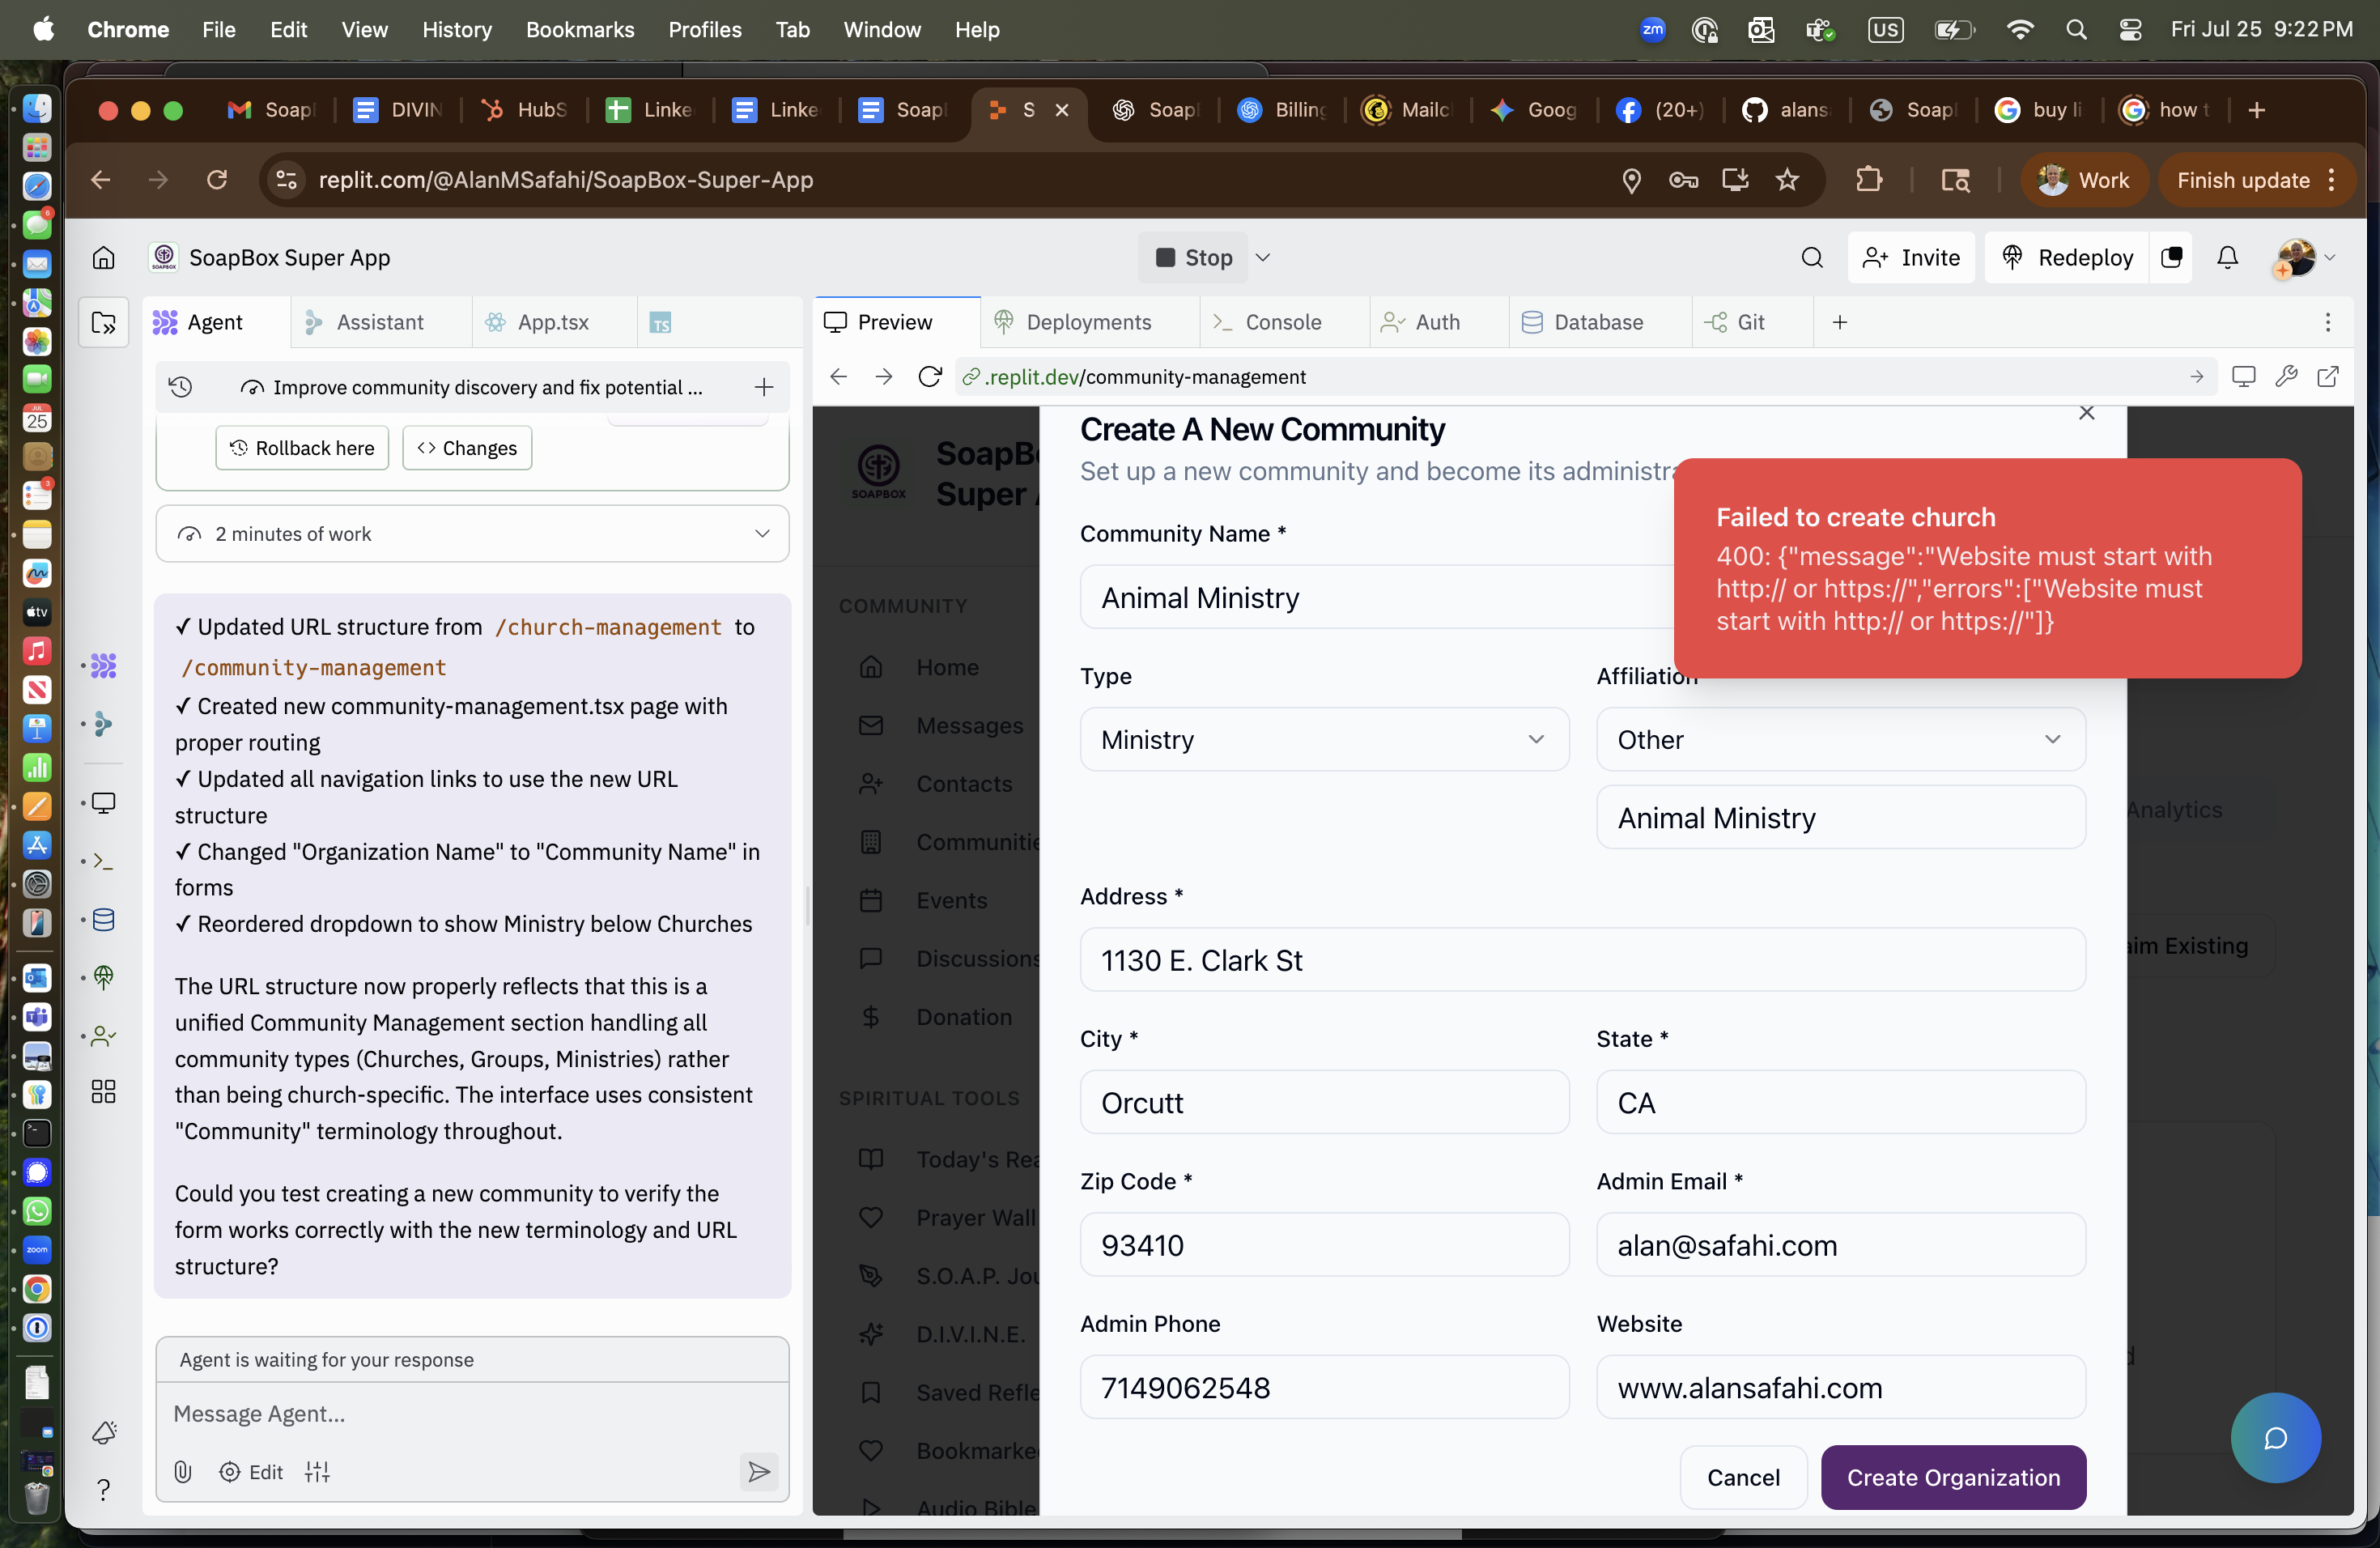 Chrome File Edit View History Bookmarks Profiles Tab Window Help
zm US Fri Jul 25 9:22 PM
Soapl DIVIN HubS Linke Linke Soapl S Soapl Billing Mailc Goog (20+) alans Soapl buy li how t
replit.com/@AlanMSafahi/SoapBox-Super-App
Work Finish update
SoapBox Super App
Stop
Invite Redeploy
Agent Assistant App.tsx TS
Preview Deployments Console Auth Database Git
Improve community discovery and fix potential ...
.replit.dev/community-management
Rollback here Changes
2 minutes of work
✓ Updated URL structure from /church-management to
/community-management
✓ Created new community-management.tsx page with
proper routing
✓ Updated all navigation links to use the new URL
structure
✓ Changed "Organization Name" to "Community Name" in
forms
✓ Reordered dropdown to show Ministry below Churches
The URL structure now properly reflects that this is a
unified Community Management section handling all
community types (Churches, Groups, Ministries) rather
than being church-specific. The interface uses consistent
"Community" terminology throughout.
Could you test creating a new community to verify the
form works correctly with the new terminology and URL
structure?
Agent is waiting for your response
Message Agent...
Edit
SOAPBOX
SoapB
Super
COMMUNITY
Home
Messages
Contacts
Communitie
Events
Discussions
Donation
SPIRITUAL TOOLS
Today's Rea
Prayer Wall
S.O.A.P. Jou
D.I.V.I.N.E.
Saved Refle
Bookmarke
Audio Bible
Create A New Community
Set up a new community and become its administra
Failed to create church
400: {"message":"Website must start with
http:// or https://","errors":["Website must
start with http:// or https://"]}
Community Name *
Animal Ministry
Type
Affiliation
Ministry
Other
Animal Ministry
Address *
1130 E. Clark St
City *
State *
Orcutt
CA
Zip Code *
Admin Email *
93410
alan@safahi.com
Admin Phone
Website
7149062548
www.alansafahi.com
Cancel Create Organization
Analytics
im Existing
6
JUL
25
3
tv
zoom